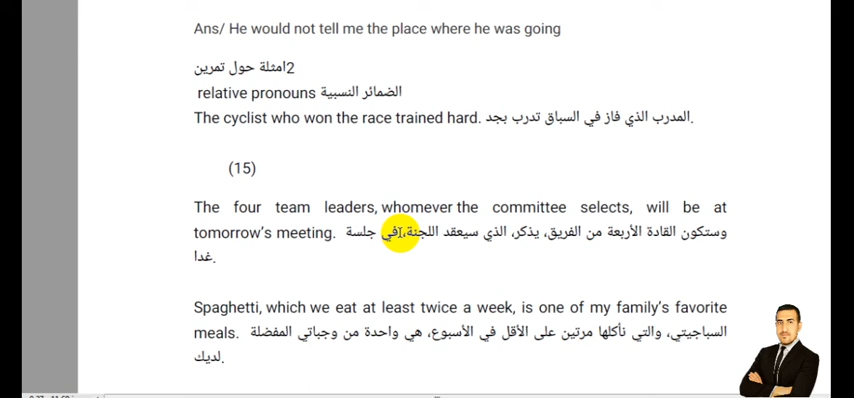 Ans/ He would not tell me the place where he was going
2امثلة حول تمرين
relative pronouns الضمائر النسبية
The cyclist who won the race trained hard. المدرب الذي فاز في السباق تدرب بجد.
(15)
The four team leaders, whomever the committee selects, will be at
tomorrow's meeting. وستكون القادة الأربعة من الفريق، يذكر، الذي سيعقد اللجنة، في جلسة
غدا.
Spaghetti, which we eat at least twice a week, is one of my family's favorite
meals. السباجيتي، والتي نأكلها مرتين على الأقل في الأسبوع، هي واحدة من وجباتي المفضلة
لديك.